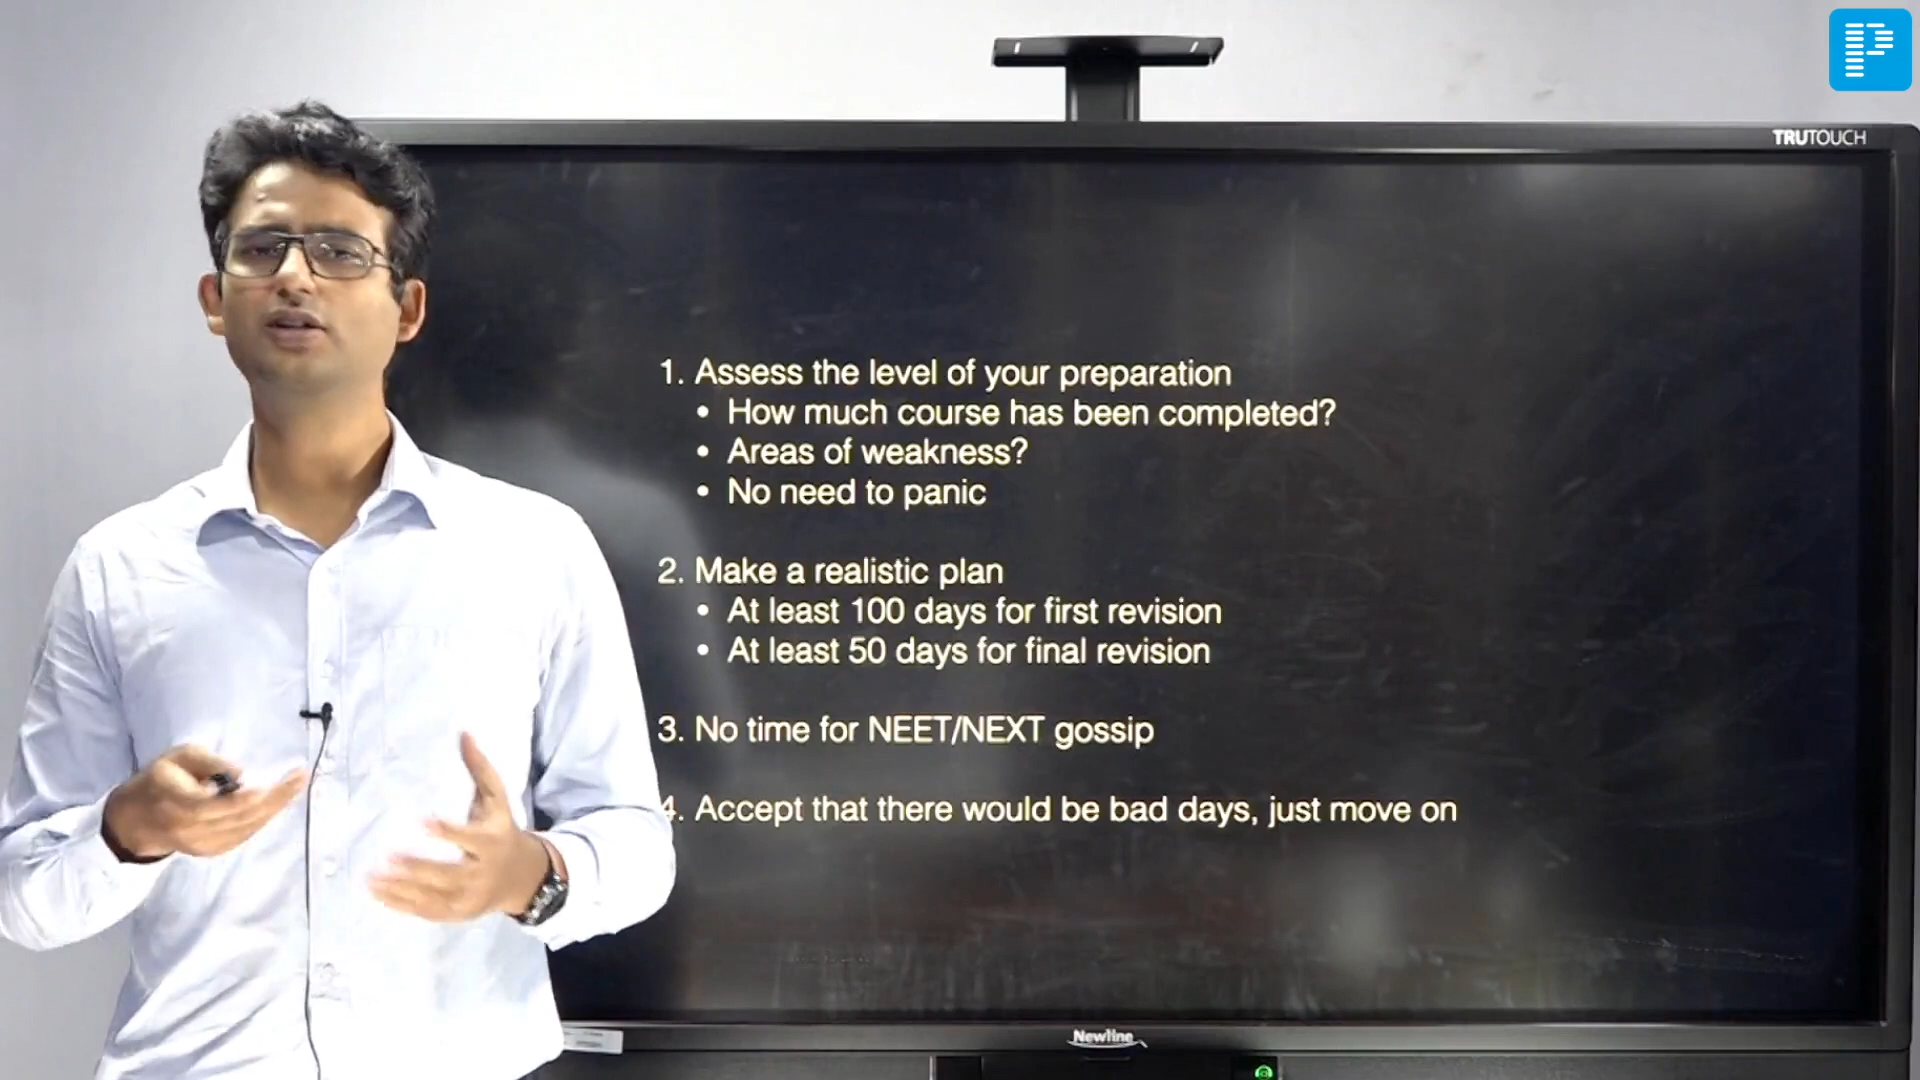 TRUTOUCH
1. Assess the level of your preparation
• How much course has been completed?
• Areas of weakness?
• No need to panic
2. Make a realistic plan
• At least 100 days for first revision
• At least 50 days for final revision
3. No time for NEET/NEXT gossip
4. Accept that there would be bad days, just move on
Newline